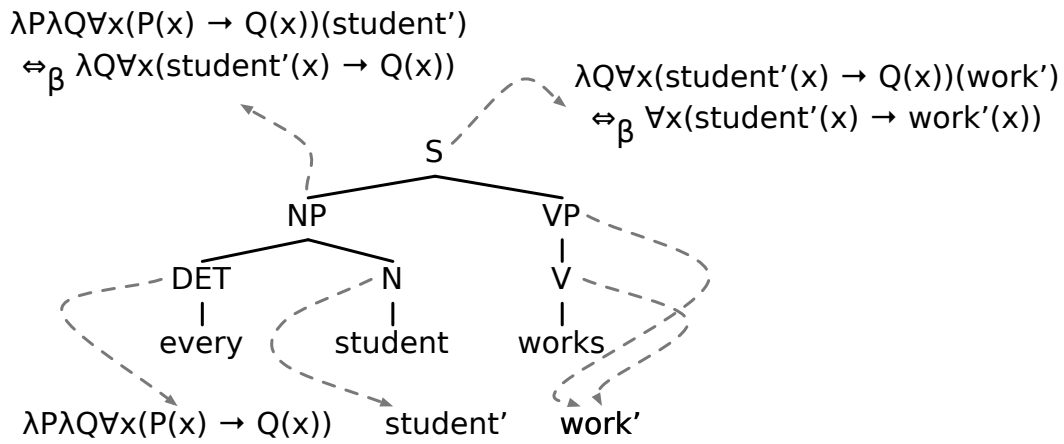 λPλQ∀x(P(x) → Q(x))(student’)
⇔β λQ∀x(student’(x) → Q(x))
λQ∀x(student’(x) → Q(x))(work’)
⇔β ∀x(student’(x) → work’(x))
S
NP VP
DET N V
every student works
λPλQ∀x(P(x) → Q(x)) student’ work’